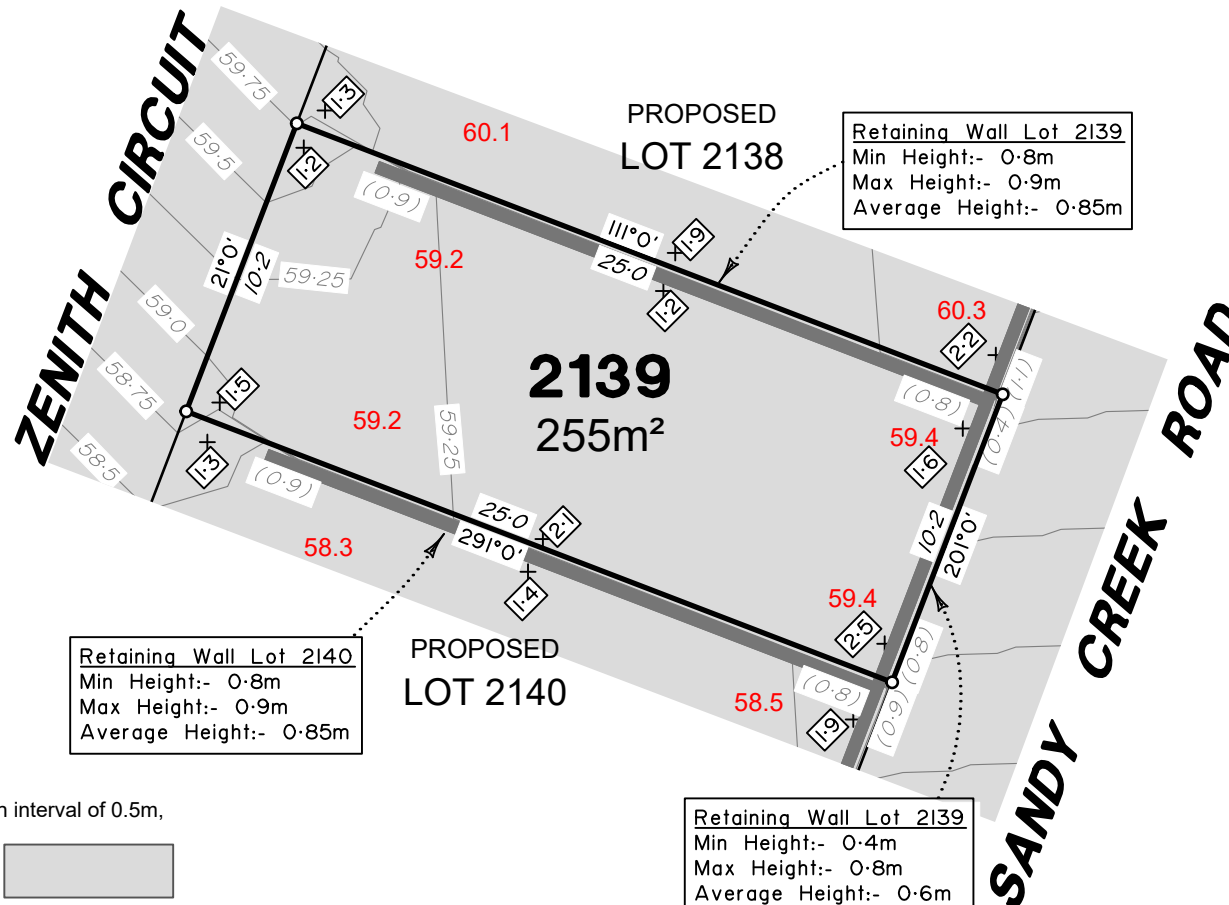 ZENITH CIRCUIT
59·75
59·5
59·25
59·0
58·75
58·5
1·3
1·2
60.1
PROPOSED
LOT 2138
Retaining Wall Lot 2139
Min Height:- 0·8m
Max Height:- 0·9m
Average Height:- 0·85m
(0·9)
111°0'
25·0
1·9
1·2
59.2
21°0'
10·2
60.3
2·2
(1·1)
(0·8)
(0·4)
59.4
1·6
2139
255m²
59.2
59·25
1·5
1·3
(0·9)
25·0
291°0'
2·1
1·4
58.3
10·2
201°0'
59.4
2·5
(0·8)
(0·8)
58.5
1·9
(0·9)
SANDY CREEK ROAD
PROPOSED
LOT 2140
Retaining Wall Lot 2140
Min Height:- 0·8m
Max Height:- 0·9m
Average Height:- 0·85m
Retaining Wall Lot 2139
Min Height:- 0·4m
Max Height:- 0·8m
Average Height:- 0·6m
interval of 0.5m,